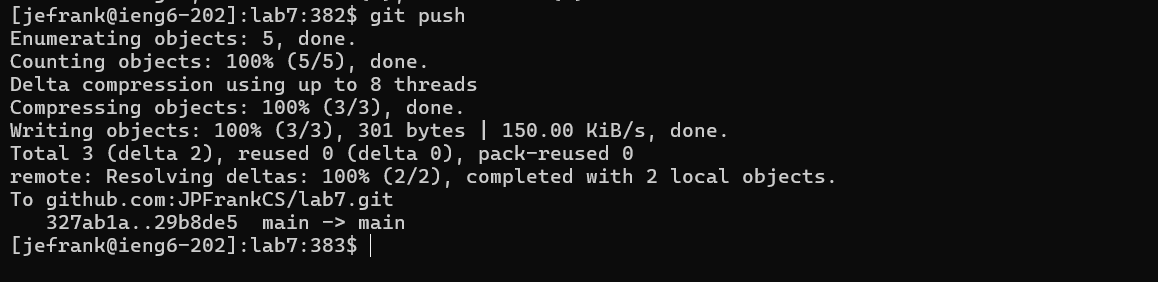 [jefrank@ieng6-202]:lab7:382$ git push
Enumerating objects: 5, done.
Counting objects: 100% (5/5), done.
Delta compression using up to 8 threads
Compressing objects: 100% (3/3), done.
Writing objects: 100% (3/3), 301 bytes | 150.00 KiB/s, done.
Total 3 (delta 2), reused 0 (delta 0), pack-reused 0
remote: Resolving deltas: 100% (2/2), completed with 2 local objects.
To github.com:JPFrankCS/lab7.git
   327ab1a..29b8de5  main -> main
[jefrank@ieng6-202]:lab7:383$